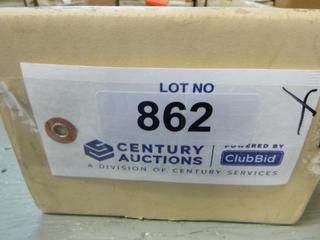 LOT NO
862
CENTURY
AUCTIONS
POWERED BY
ClubBid
A DIVISION OF CENTURY SERVICES